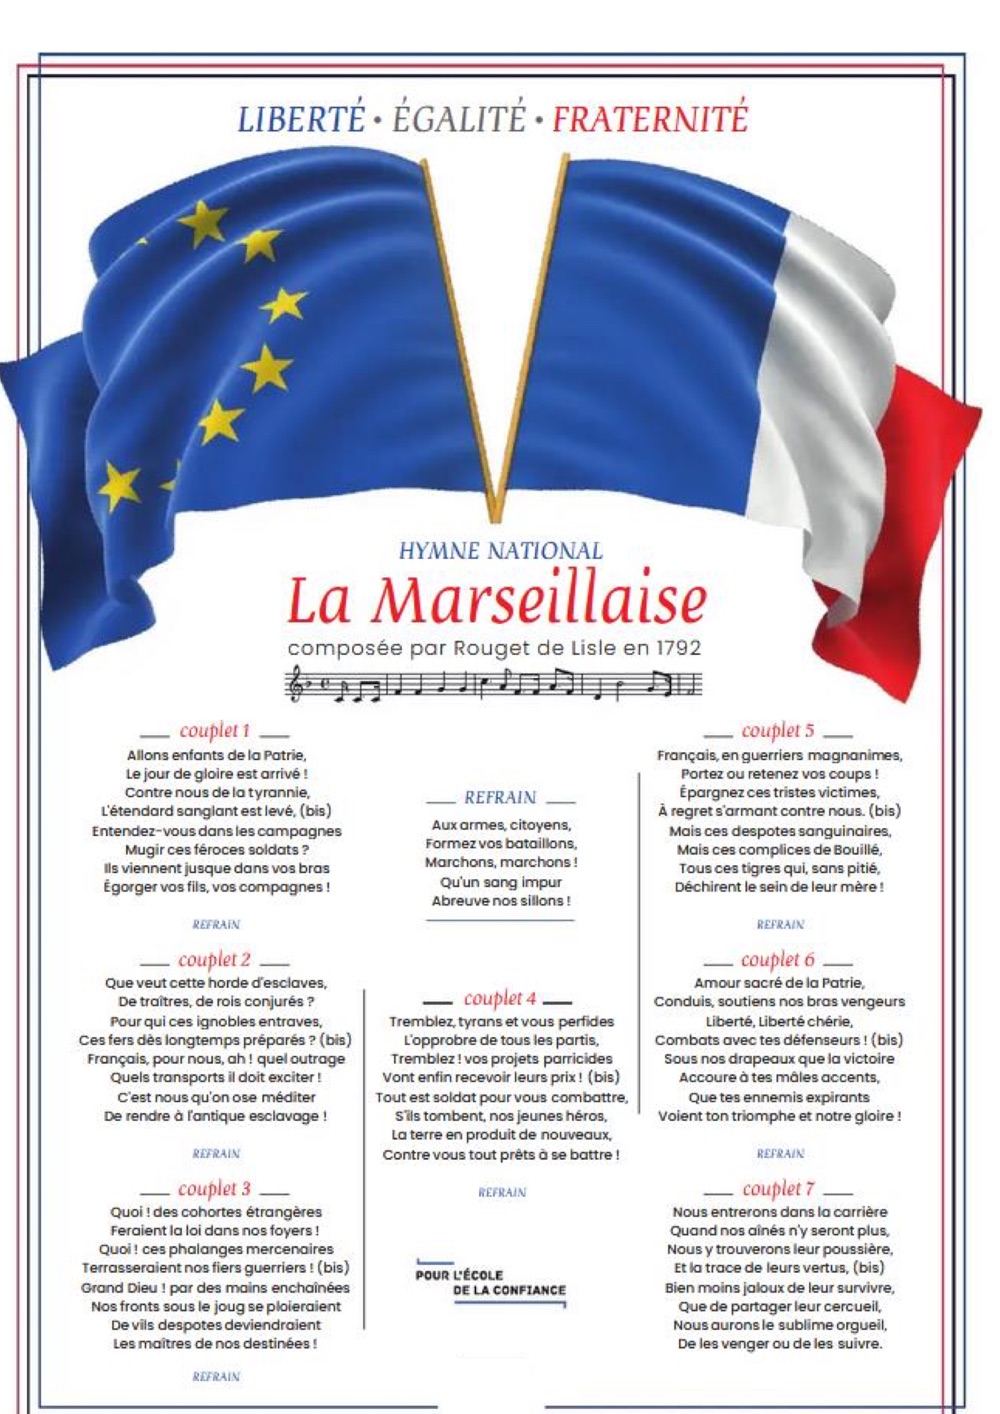 LIBERTÉ • ÉGALITÉ • FRATERNITÉ
HYMNE NATIONAL
La Marseillaise
composée par Rouget de Lisle en 1792
couplet 1
Allons enfants de la Patrie,
Le jour de gloire est arrivé !
Contre nous de la tyrannie,
L'étendard sanglant est levé, (bis)
Entendez-vous dans les campagnes
Mugir ces féroces soldats ?
Ils viennent jusque dans vos bras
Égorger vos fils, vos compagnes !
REFRAIN
couplet 2
Que veut cette horde d'esclaves,
De traîtres, de rois conjurés ?
Pour qui ces ignobles entraves,
Ces fers dès longtemps préparés ? (bis)
Français, pour nous, ah ! quel outrage
Quels transports il doit exciter !
C'est nous qu'on ose méditer
De rendre à l'antique esclavage !
REFRAIN
couplet 3
Quoi ! des cohortes étrangères
Feraient la loi dans nos foyers !
Quoi ! ces phalanges mercenaires
Terrasseraient nos fiers guerriers ! (bis)
Grand Dieu ! par des mains enchaînées
Nos fronts sous le joug se ploieraient
De vils despotes deviendraient
Les maîtres de nos destinées !
REFRAIN
REFRAIN
Aux armes, citoyens,
Formez vos bataillons,
Marchons, marchons !
Qu'un sang impur
Abreuve nos sillons !
couplet 4
Tremblez, tyrans et vous perfides
L'opprobre de tous les partis,
Tremblez ! vos projets parricides
Vont enfin recevoir leurs prix ! (bis)
Tout est soldat pour vous combattre,
S'ils tombent, nos jeunes héros,
La terre en produit de nouveaux,
Contre vous tout prêts à se battre !
REFRAIN
POUR L'ÉCOLE
DE LA CONFIANCE
couplet 5
Français, en guerriers magnanimes,
Portez ou retenez vos coups !
Épargnez ces tristes victimes,
À regret s'armant contre nous. (bis)
Mais ces despotes sanguinaires,
Mais ces complices de Bouillé,
Tous ces tigres qui, sans pitié,
Déchirent le sein de leur mère !
REFRAIN
couplet 6
Amour sacré de la Patrie,
Conduis, soutiens nos bras vengeurs
Liberté, Liberté chérie,
Combats avec tes défenseurs ! (bis)
Sous nos drapeaux que la victoire
Accoure à tes mâles accents,
Que tes ennemis expirants
Voient ton triomphe et notre gloire !
REFRAIN
couplet 7
Nous entrerons dans la carrière
Quand nos aînés n'y seront plus,
Nous y trouverons leur poussière,
Et la trace de leurs vertus, (bis)
Bien moins jaloux de leur survivre,
Que de partager leur cercueil,
Nous aurons le sublime orgueil,
De les venger ou de les suivre.